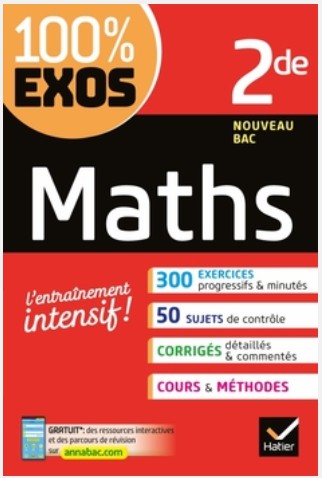 100%
EXOS
2de
NOUVEAU
BAC
Maths
l'entraînement
intensif !
300 EXERCICES
progressifs & minutés
50 SUJETS de contrôle
CORRIGÉS détaillés
& commentés
COURS & MÉTHODES
GRATUIT*: des ressources interactives
et des parcours de révision
sur annabac.com
Hatier